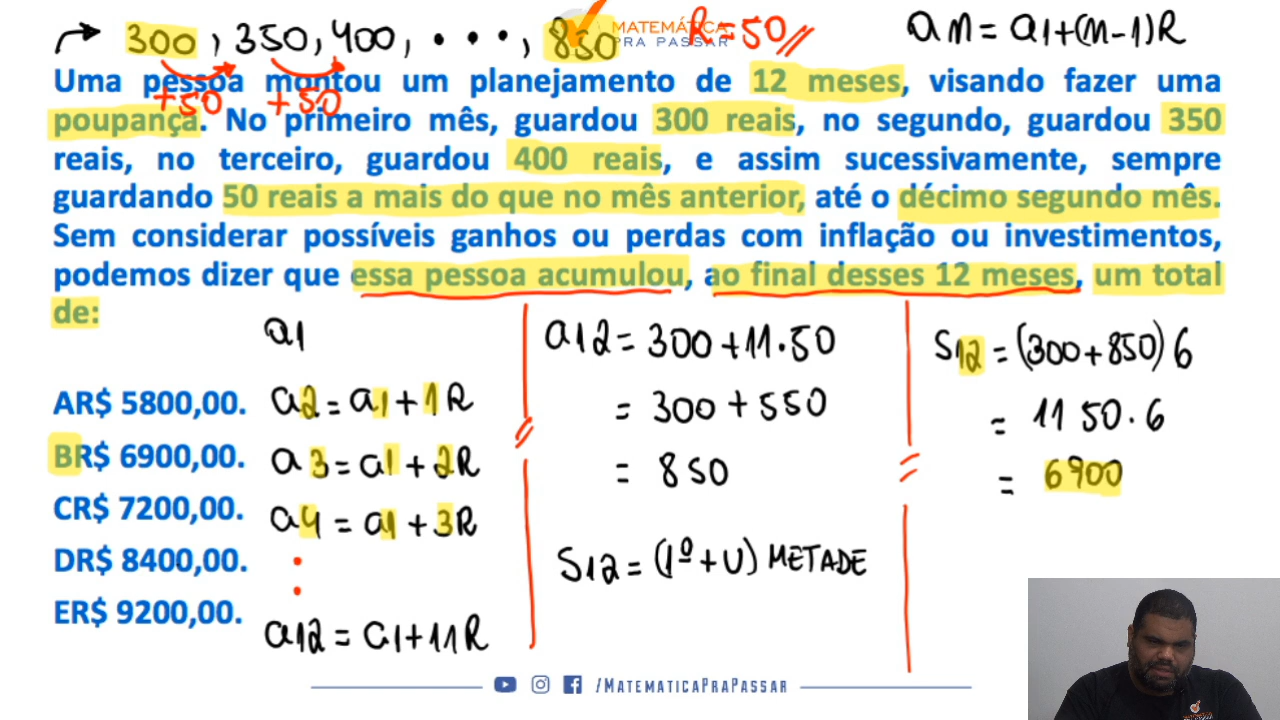 300, 350, 400, • • •, 850
MATEMÁTICA
PRA PASSAR
R=50//
an = a1+(n-1)R
+50 +50
Uma pessoa montou um planejamento de 12 meses, visando fazer uma
poupança. No primeiro mês, guardou 300 reais, no segundo, guardou 350
reais, no terceiro, guardou 400 reais, e assim sucessivamente, sempre
guardando 50 reais a mais do que no mês anterior, até o décimo segundo mês.
Sem considerar possíveis ganhos ou perdas com inflação ou investimentos,
podemos dizer que essa pessoa acumulou, ao final desses 12 meses, um total
de:
AR$ 5800,00.
BR$ 6900,00.
CR$ 7200,00.
DR$ 8400,00.
ER$ 9200,00.
a1
a2 = a1+1R
a3 = a1+2R
a4 = a1+3R
a12 = a1+11R
a12 = 300+11.50
= 300 + 550
= 850
S12 = (1º+U) METADE
S12 = (300+850) 6
= 1150.6
= 6900
/MatematicaPraPassar